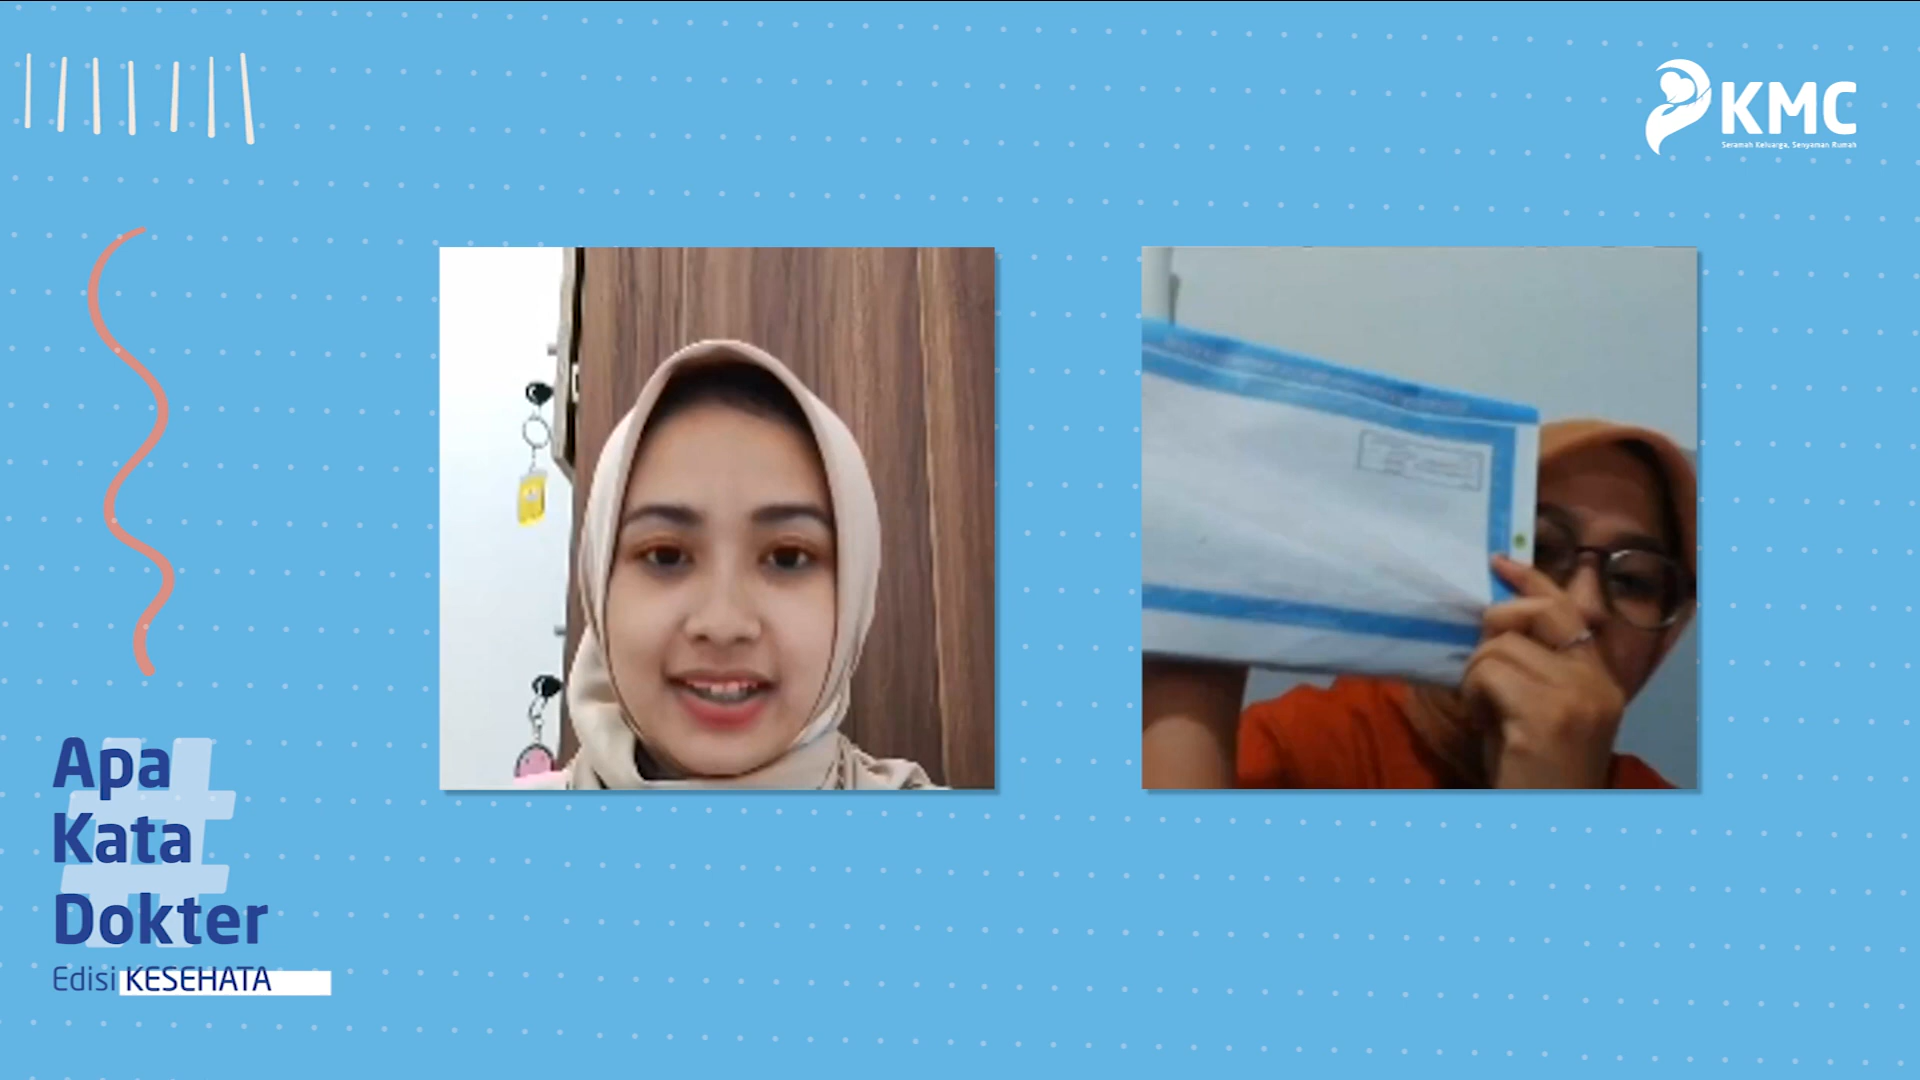 KMC
Seramah Keluarga, Senyaman Rumah
Apa
Kata
Dokter
Edisi KESEHATA